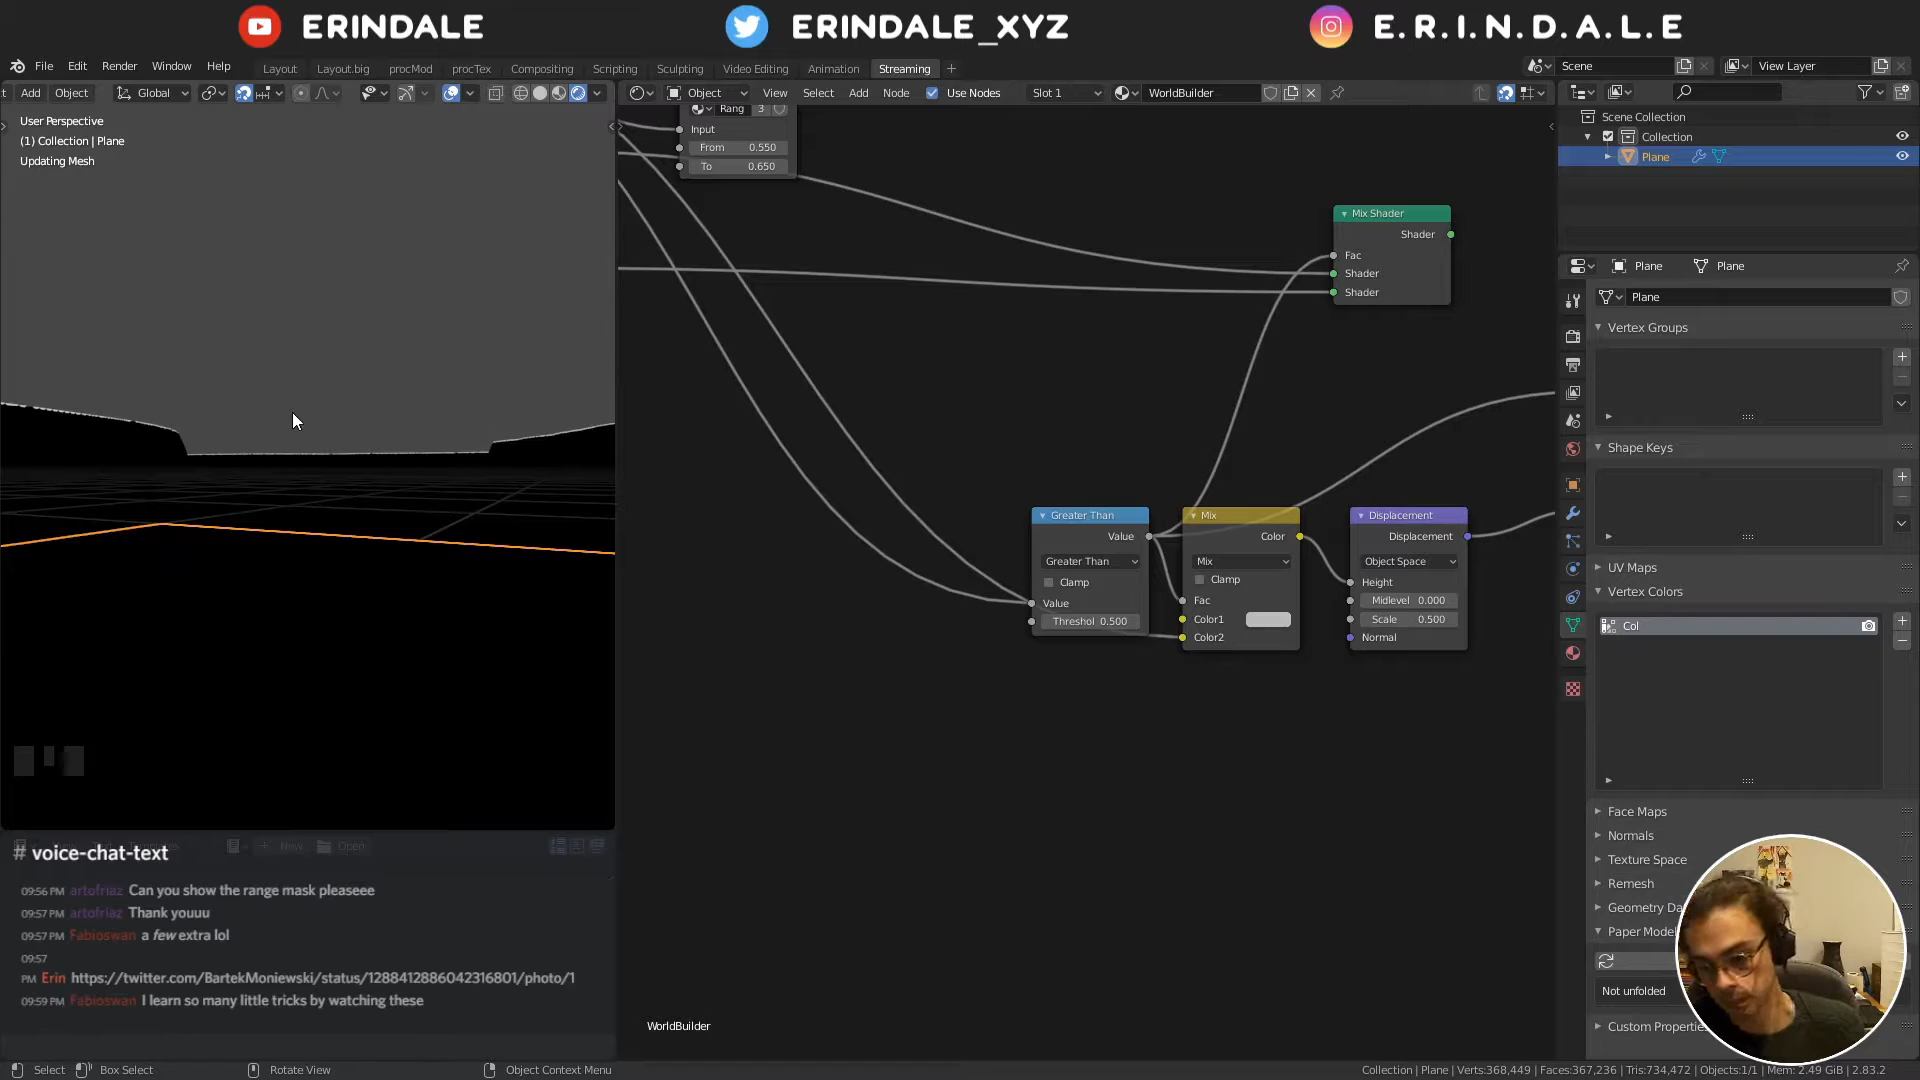 ERINDALE
ERINDALE_XYZ
E.R.I.N.D.A.L.E
File Edit Render Window Help
Layout Layout.big procMod procTex Compositing Scripting Sculpting Video Editing Animation Streaming +
Scene
View Layer
Add Object Global
Object View Select Add Node Use Nodes Slot 1 WorldBuilder
User Perspective
(1) Collection | Plane
Updating Mesh
Rang 3
Input
From 0.550
To 0.650
Mix Shader
Shader
Fac
Shader
Shader
Greater Than
Value
Greater Than
Clamp
Value
Threshol 0.500
Mix
Color
Mix
Clamp
Fac
Color1
Color2
Displacement
Displacement
Object Space
Height
Midlevel 0.000
Scale 0.500
Normal
WorldBuilder
Scene Collection
Collection
Plane
Plane Plane
Plane
Vertex Groups
Shape Keys
UV Maps
Vertex Colors
Col
Face Maps
Normals
Texture Space
Remesh
Geometry Da
Paper Model
Not unfolded
Custom Propertie
New Open
# voice-chat-text
09:56 PM artofriaz Can you show the range mask pleaseee
09:57 PM artofriaz Thank youuu
09:57 PM Fabioswan a few extra lol
09:57
PM Erin https://twitter.com/BartekMoniewski/status/1288412886042316801/photo/1
09:59 PM Fabioswan I learn so many little tricks by watching these
Select Box Select Rotate View Object Context Menu
Collection | Plane | Verts:368,449 | Faces:367,236 | Tris:734,472 | Objects:1/1 | Mem: 2.49 GiB | 2.83.2